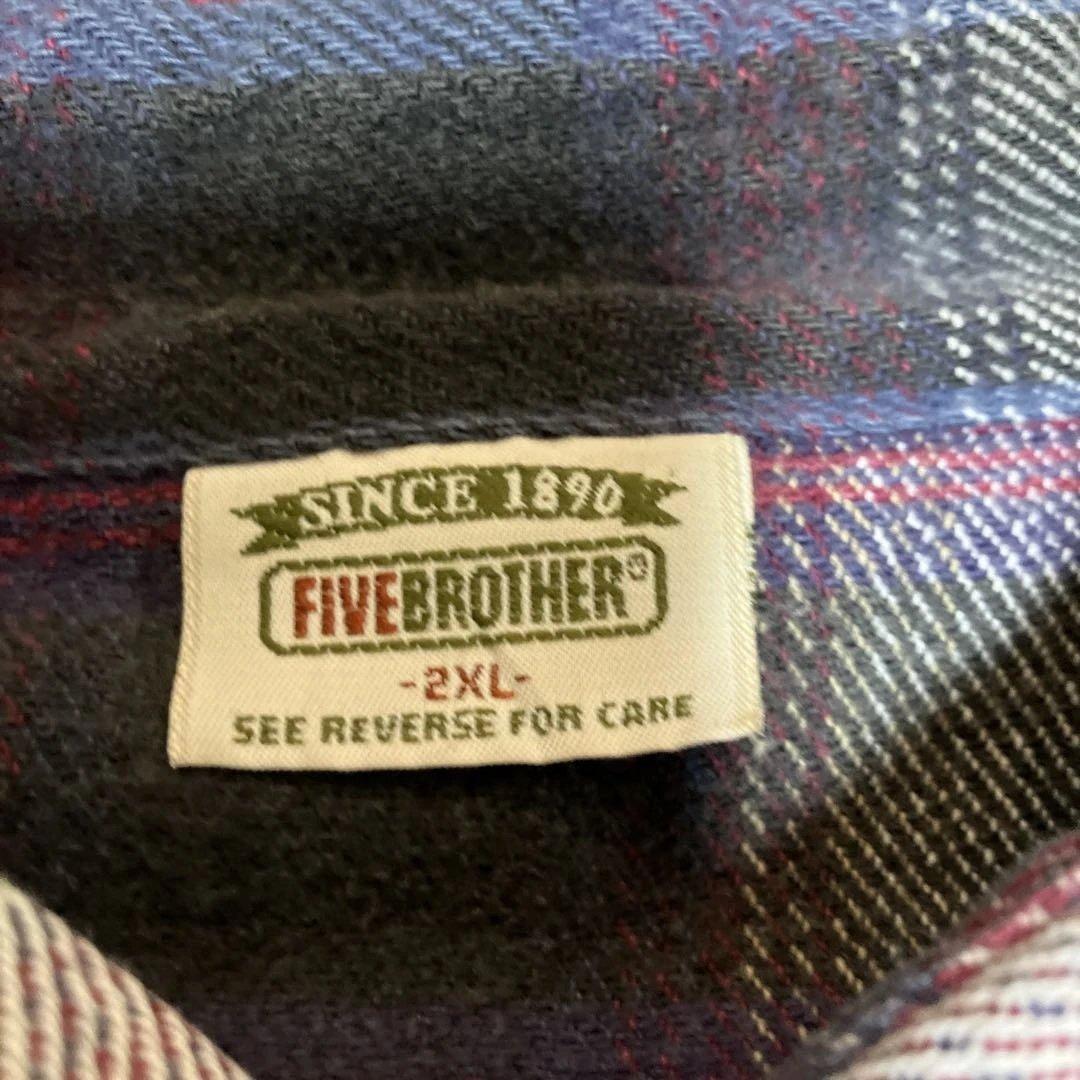 SINCE 1890
FIVEBROTHER®
-2XL-
SEE REVERSE FOR CARE